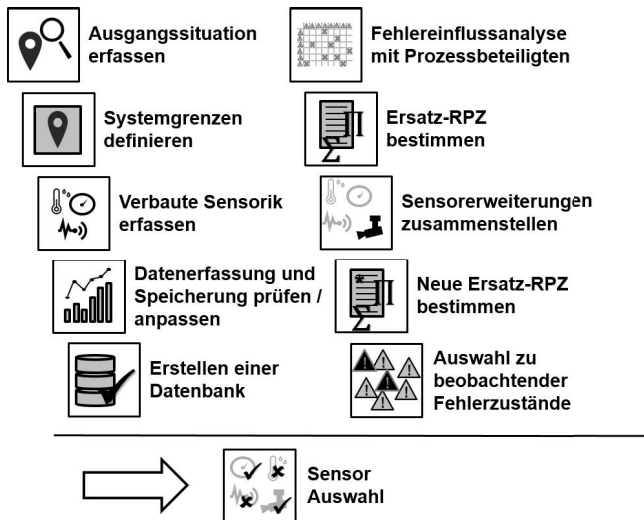 Ausgangssituation
erfassen
Systemgrenzen
definieren
Verbaute Sensorik
erfassen
Datenerfassung und
Speicherung prüfen /
anpassen
Erstellen einer
Datenbank
Fehlereinflussanalyse
mit Prozessbeteiligten
Ersatz-RPZ
bestimmen
Sensorerweiterungen
zusammenstellen
Neue Ersatz-RPZ
bestimmen
Auswahl zu
beobachtender
Fehlerzustände
Sensor
Auswahl